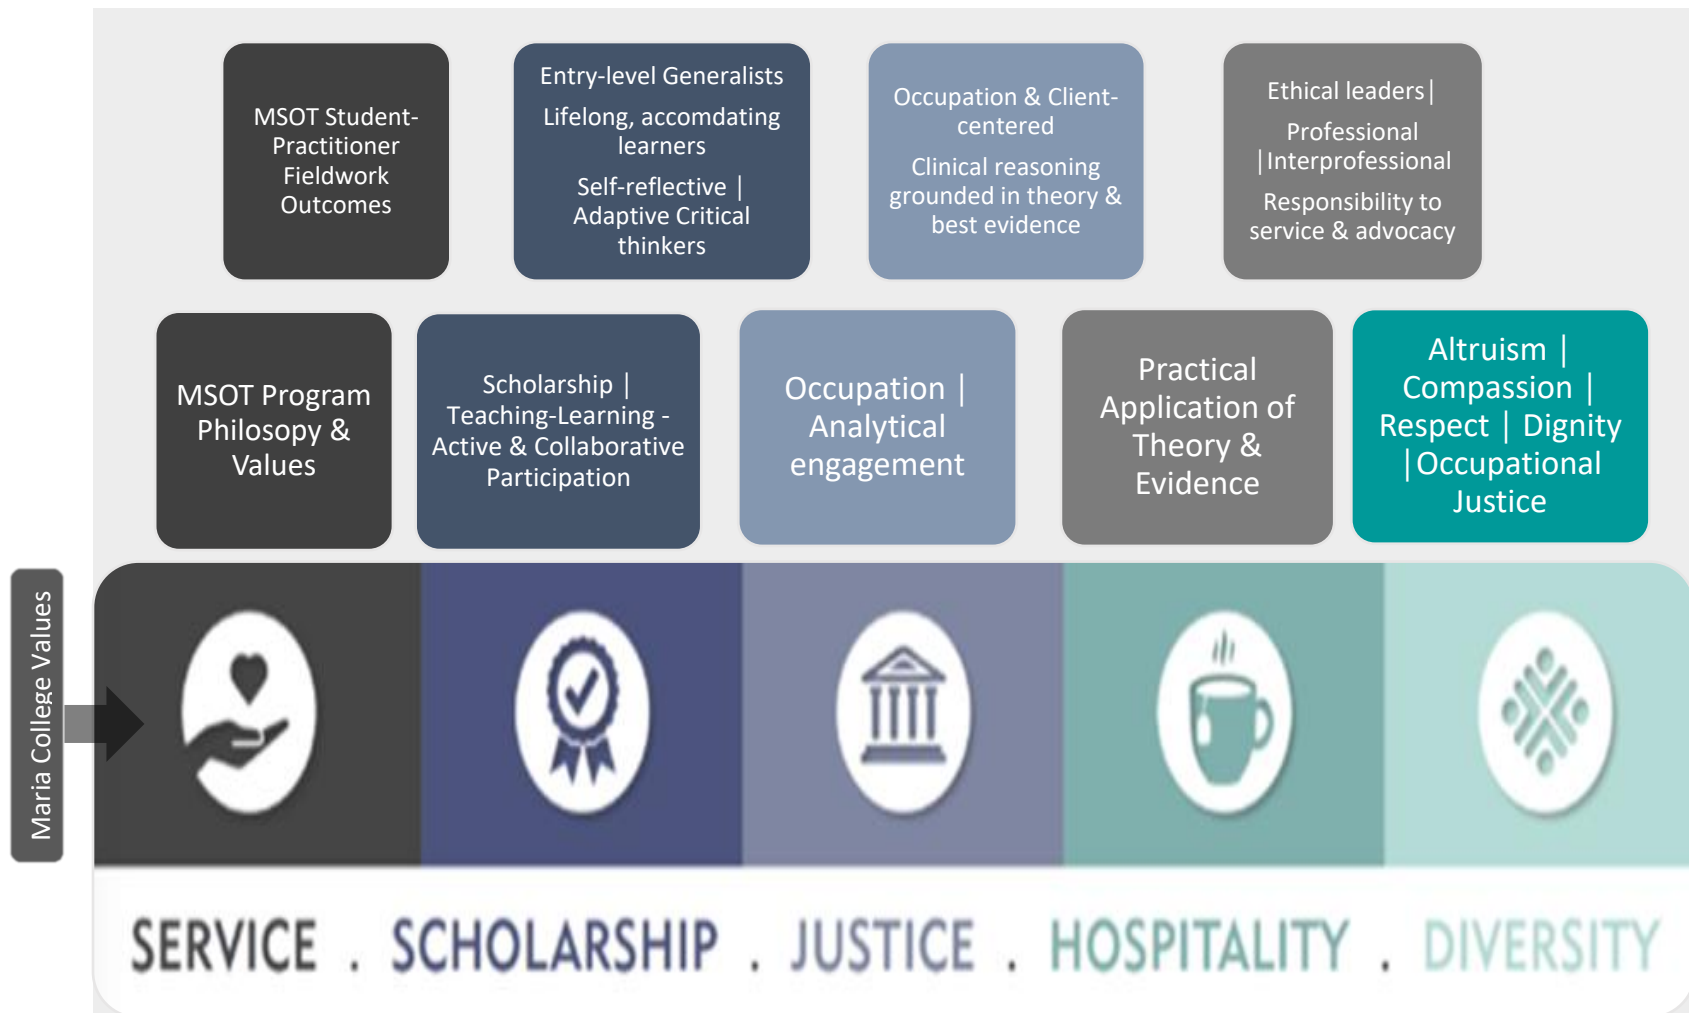 MSOT Student-
Practitioner
Fieldwork
Outcomes
Entry-level Generalists
Lifelong, accomdating
learners
Self-reflective |
Adaptive Critical
thinkers
Occupation & Client-
centered
Clinical reasoning
grounded in theory &
best evidence
Ethical leaders|
Professional
|Interprofessional
Responsibility to
service & advocacy
MSOT Program
Philosopy &
Values
Scholarship |
Teaching-Learning -
Active & Collaborative
Participation
Occupation |
Analytical
engagement
Practical
Application of
Theory &
Evidence
Altruism |
Compassion |
Respect | Dignity
|Occupational
Justice
Maria College Values
SERVICE . SCHOLARSHIP . JUSTICE . HOSPITALITY . DIVERSITY